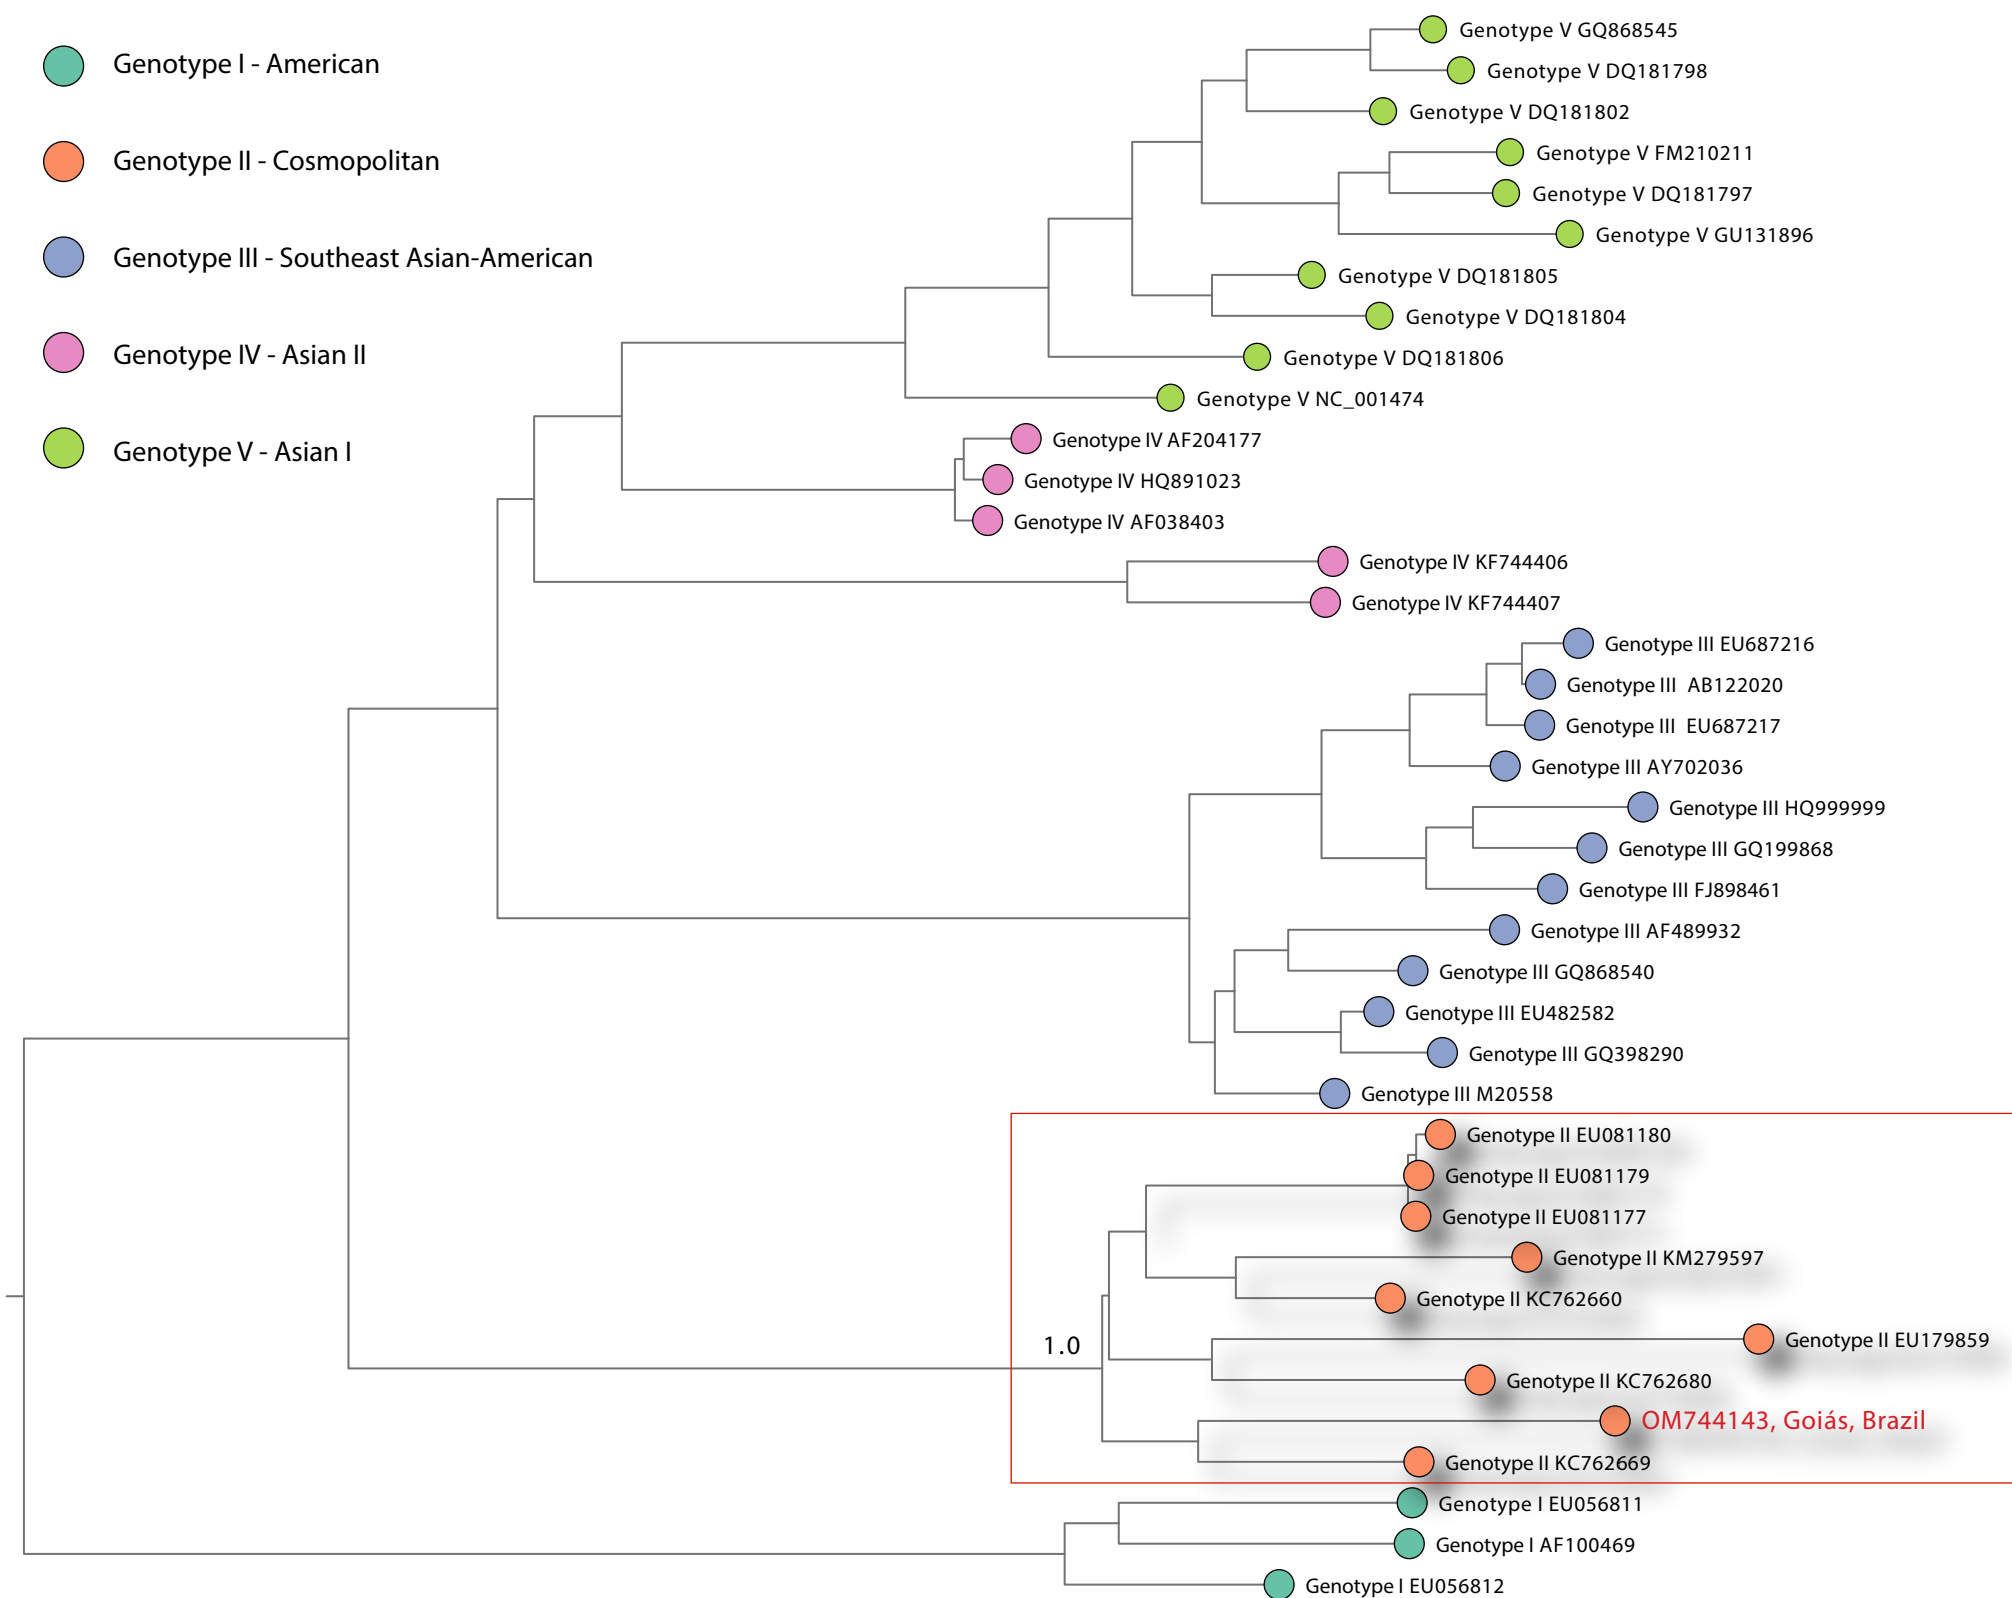 Genotype I - American
Genotype II - Cosmopolitan
Genotype III - Southeast Asian-American
Genotype IV - Asian II
Genotype V - Asian I
Genotype V GQ868545
Genotype V DQ181798
Genotype V DQ181802
Genotype V FM210211
Genotype V DQ181797
Genotype V GU131896
Genotype V DQ181805
Genotype V DQ181804
Genotype V DQ181806
Genotype V NC_001474
Genotype IV AF204177
Genotype IV HQ891023
Genotype IV AF038403
Genotype IV KF744406
Genotype IV KF744407
Genotype III EU687216
Genotype III AB122020
Genotype III EU687217
Genotype III AY702036
Genotype III HQ999999
Genotype III GQ199868
Genotype III FJ898461
Genotype III AF489932
Genotype III GQ868540
Genotype III EU482582
Genotype III GQ398290
Genotype III M20558
Genotype II EU081180
Genotype II EU081179
Genotype II EU081177
Genotype II KM279597
Genotype II KC762660
1.0
Genotype II EU179859
Genotype II KC762680
OM744143, Goiás, Brazil
Genotype II KC762669
Genotype I EU056811
Genotype I AF100469
Genotype I EU056812